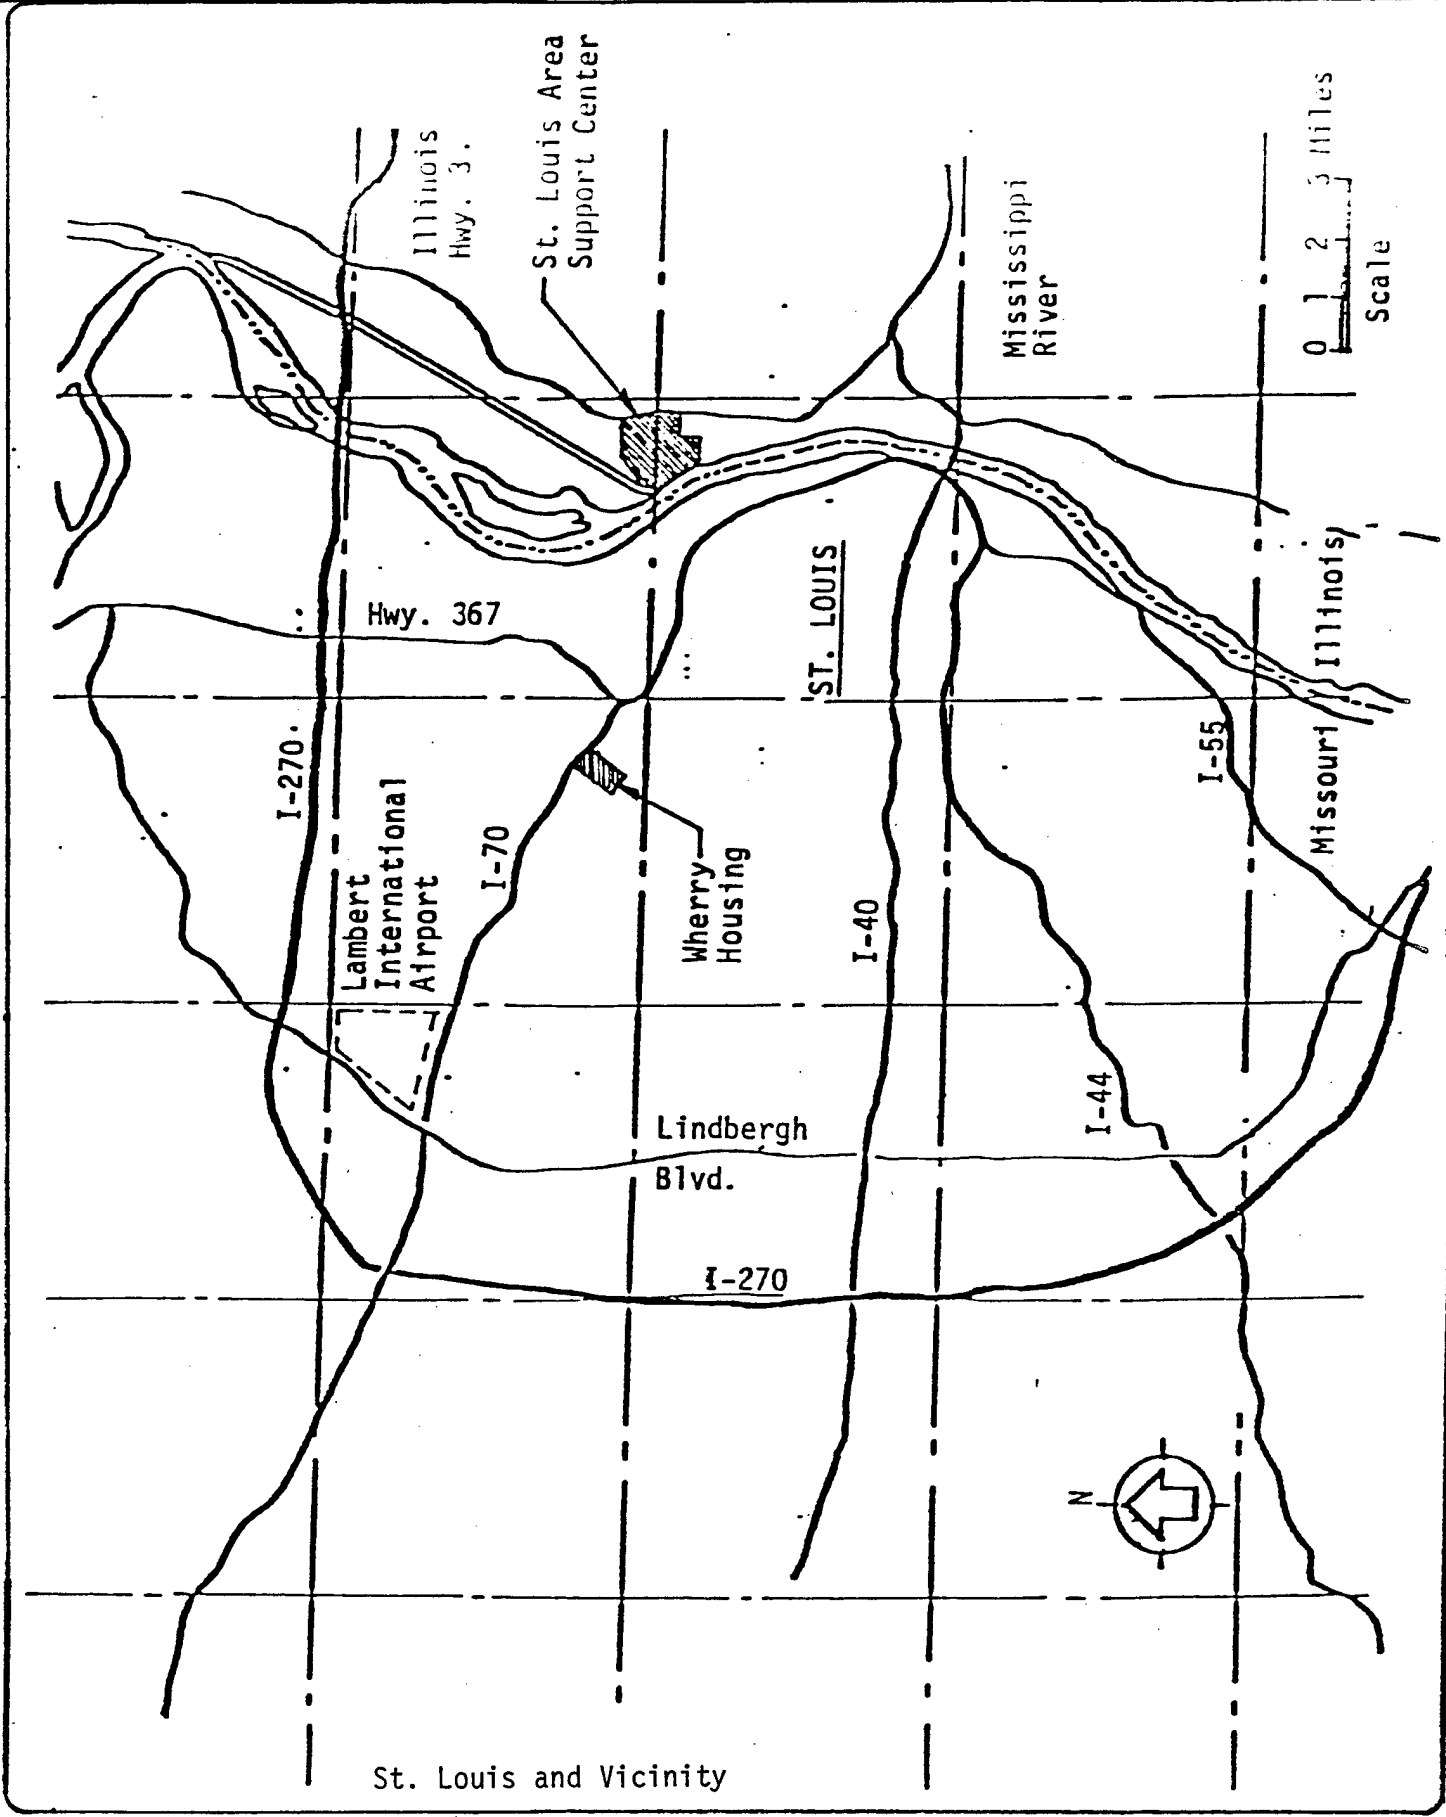 Illinois
Hwy. 3.
St. Louis Area
Support Center
Hwy. 367
I-270.
Lambert
International
Airport
I-70
Wherry
Housing
ST. LOUIS
I-40
Mississippi
River
Lindbergh
Blvd.
I-270
I-44
I-55
Missouri
Illinois
0 1 2 3 Miles
Scale
N
St. Louis and Vicinity